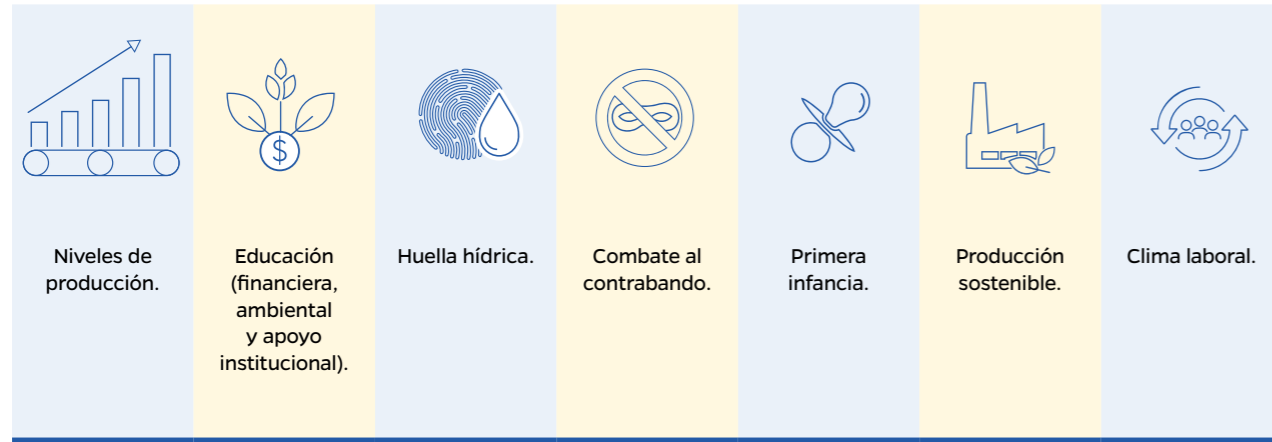 $
Niveles de
producción.
Educación
(financiera,
ambiental
y apoyo
institucional).
Huella hídrica.
Combate al
contrabando.
Primera
infancia.
Producción
sostenible.
Clima laboral.